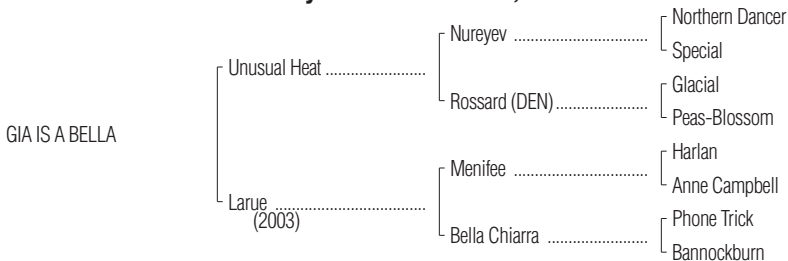 Northern Dancer
Nureyev
Special
Unusual Heat
Glacial
Rossard (DEN)
Peas-Blossom
GIA IS A BELLA
Harlan
Menifee
Anne Campbell
Larue
(2003)
Phone Trick
Bella Chiarra
Bannockburn